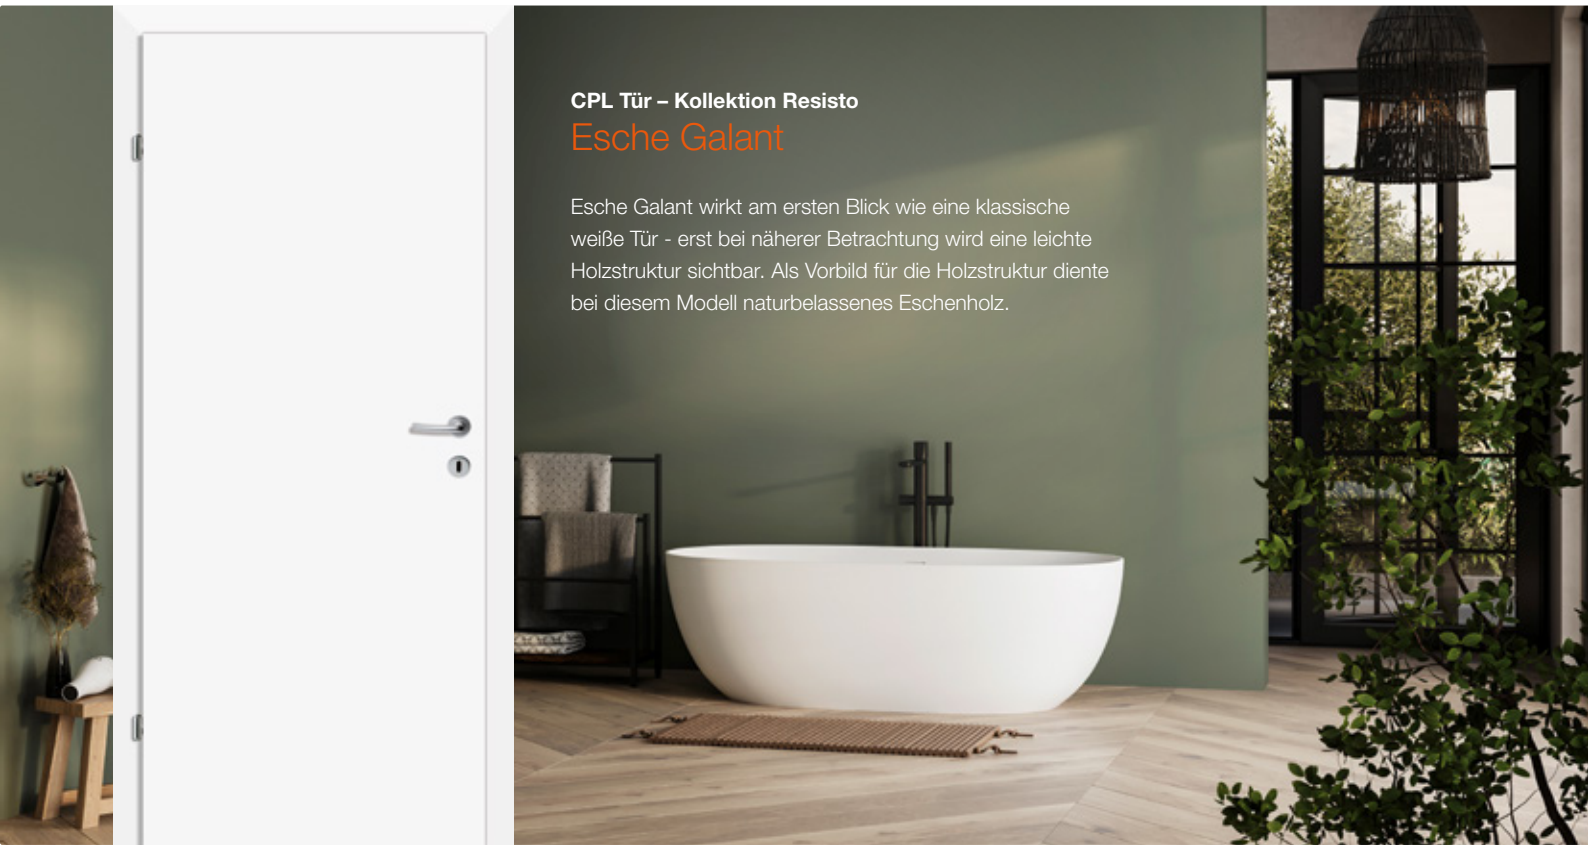 CPL Tür – Kollektion Resisto
Esche Galant
Esche Galant wirkt am ersten Blick wie eine klassische
weiße Tür - erst bei näherer Betrachtung wird eine leichte
Holzstruktur sichtbar. Als Vorbild für die Holzstruktur diente
bei diesem Modell naturbelassenes Eschenholz.